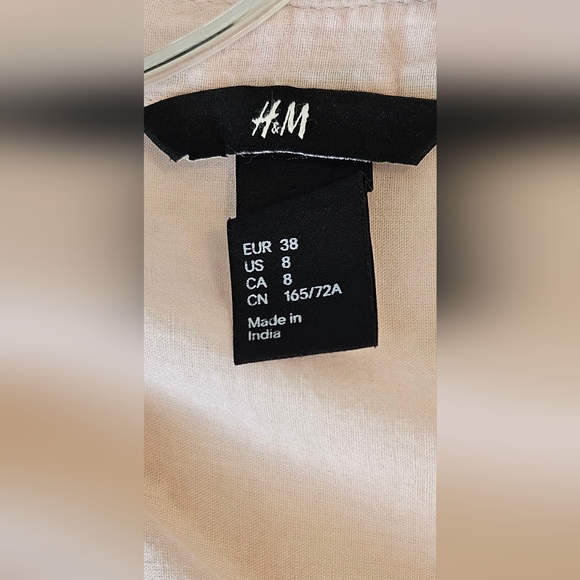 H&M
EUR 38
US 8
CA 8
CN 165/72A
Made in
India